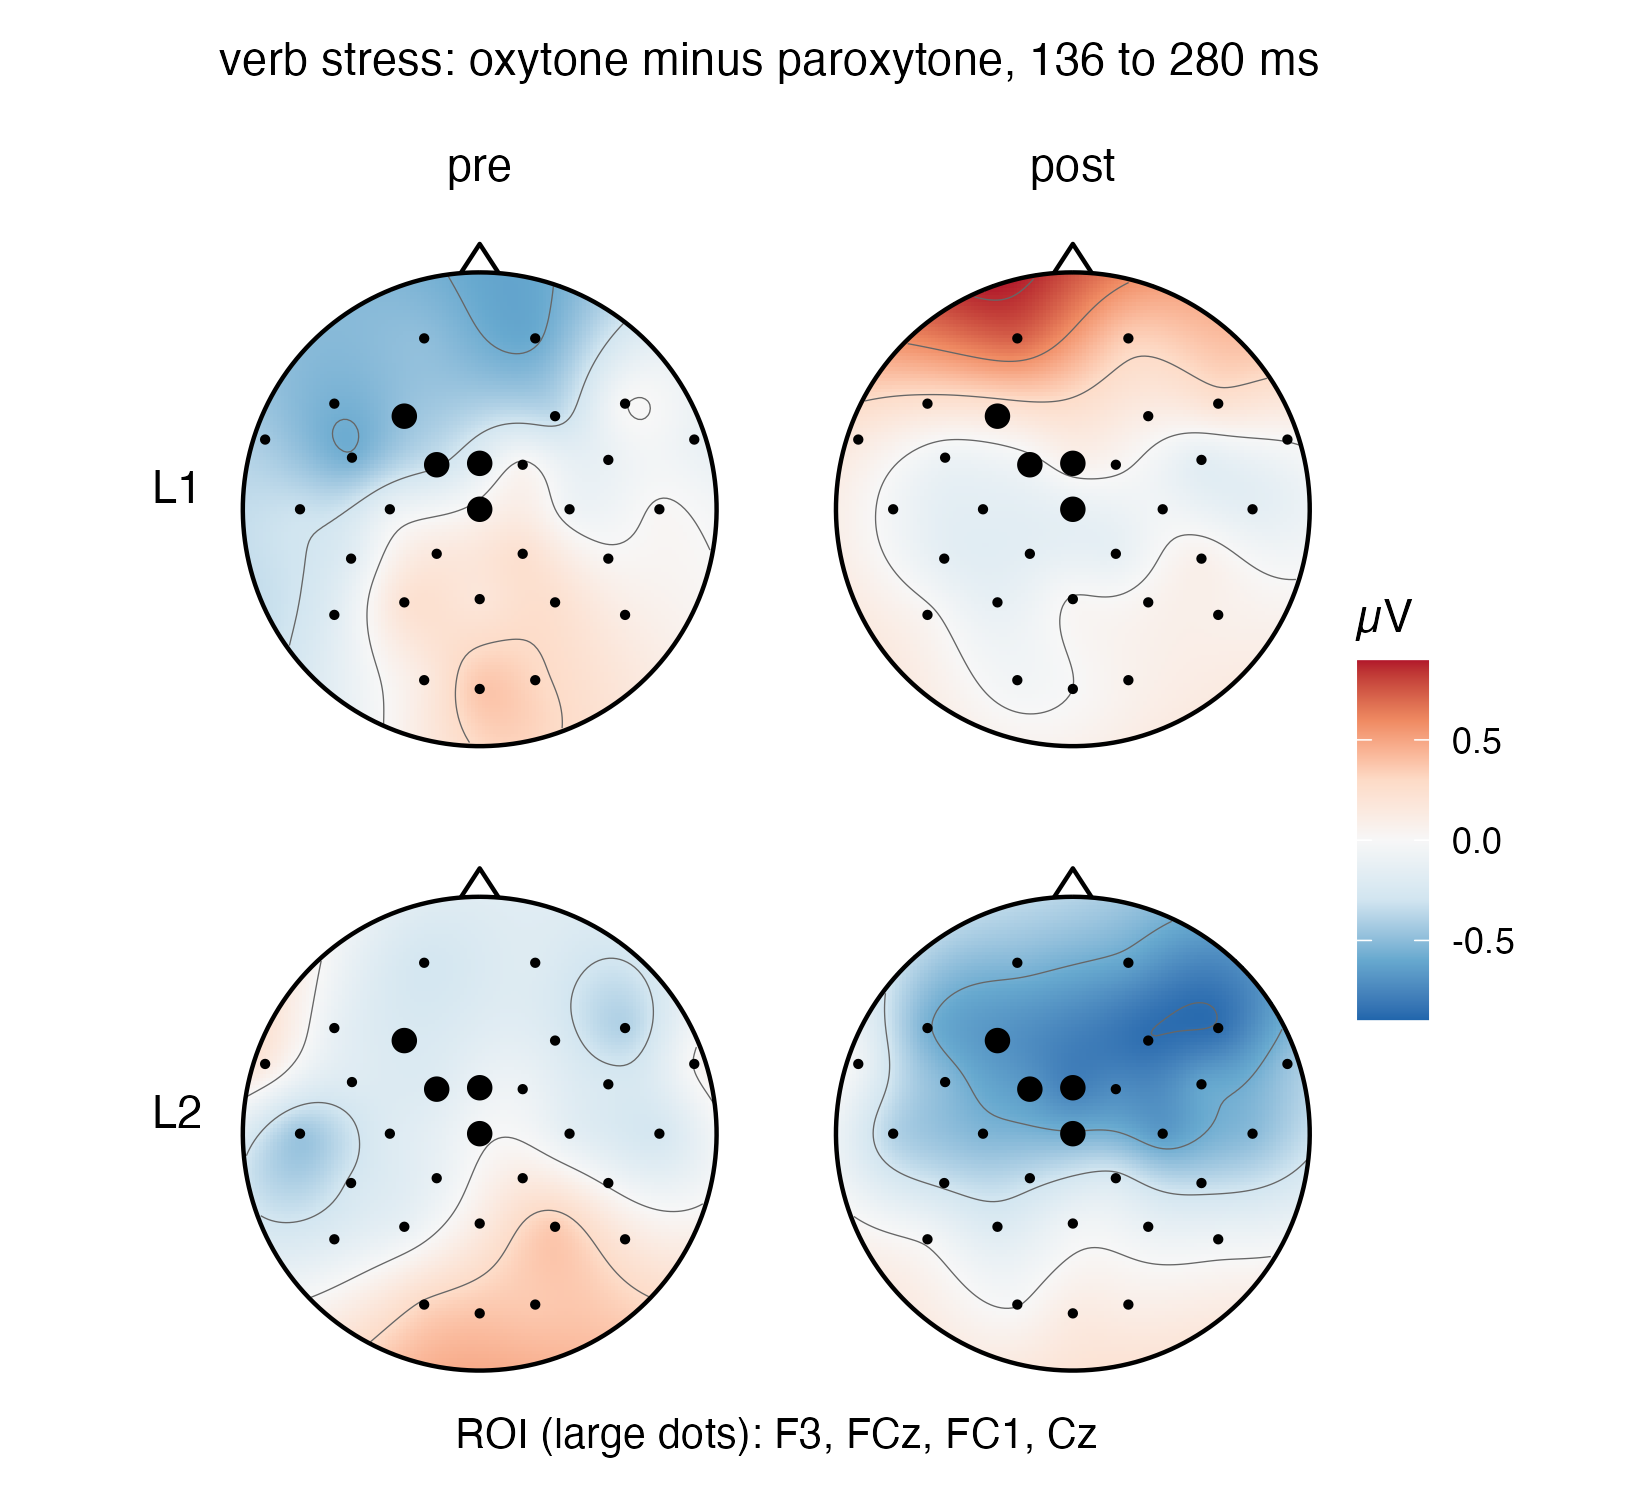 verb stress: oxytone minus paroxytone, 136 to 280 ms
pre
post
L1
µV
0.5
0.0
-0.5
L2
ROI (large dots): F3, FCz, FC1, Cz